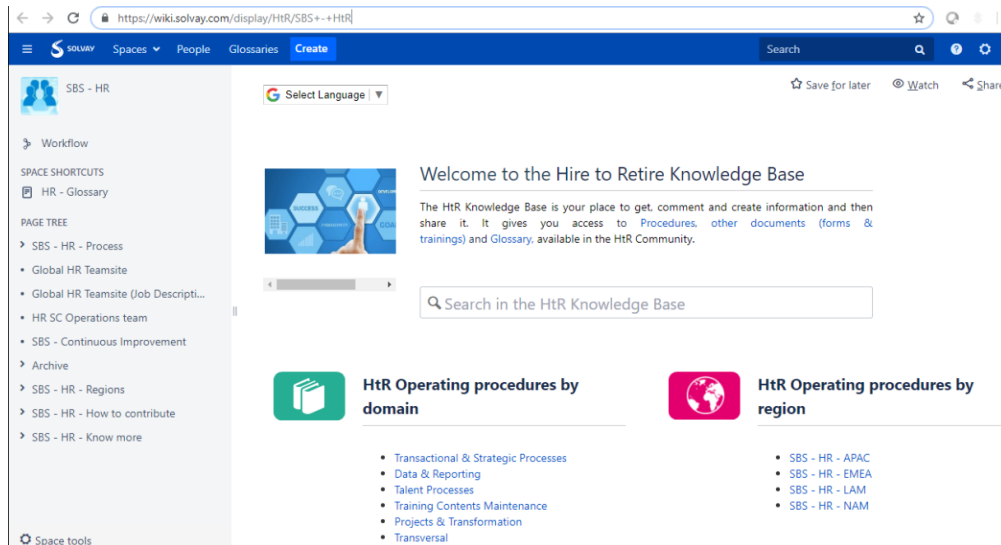 https://wiki.solvay.com/display/HtR/SBS+-+HtR
SOLVAY Spaces People Glossaries Create Search
SBS - HR
Select Language
Save for later Watch Share
Workflow
SPACE SHORTCUTS
HR - Glossary
PAGE TREE
SBS - HR - Process
Global HR Teamsite
Global HR Teamsite (Job Descripti...
HR SC Operations team
SBS - Continuous Improvement
Archive
SBS - HR - Regions
SBS - HR - How to contribute
SBS - HR - Know more
Space tools
SUCCESS
GOAL
Welcome to the Hire to Retire Knowledge Base
The HtR Knowledge Base is your place to get, comment and create information and then
share it. It gives you access to Procedures, other documents (forms &
trainings) and Glossary, available in the HtR Community.
Search in the HtR Knowledge Base
HtR Operating procedures by
domain
Transactional & Strategic Processes
Data & Reporting
Talent Processes
Training Contents Maintenance
Projects & Transformation
Transversal
HtR Operating procedures by
region
SBS - HR - APAC
SBS - HR - EMEA
SBS - HR - LAM
SBS - HR - NAM